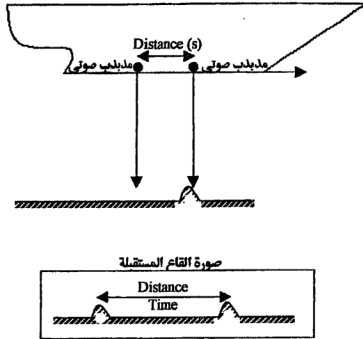 Distance (s)
مذبذب صوتي مذبذب صوتي
صورة القاع المستقبلة
Distance
Time